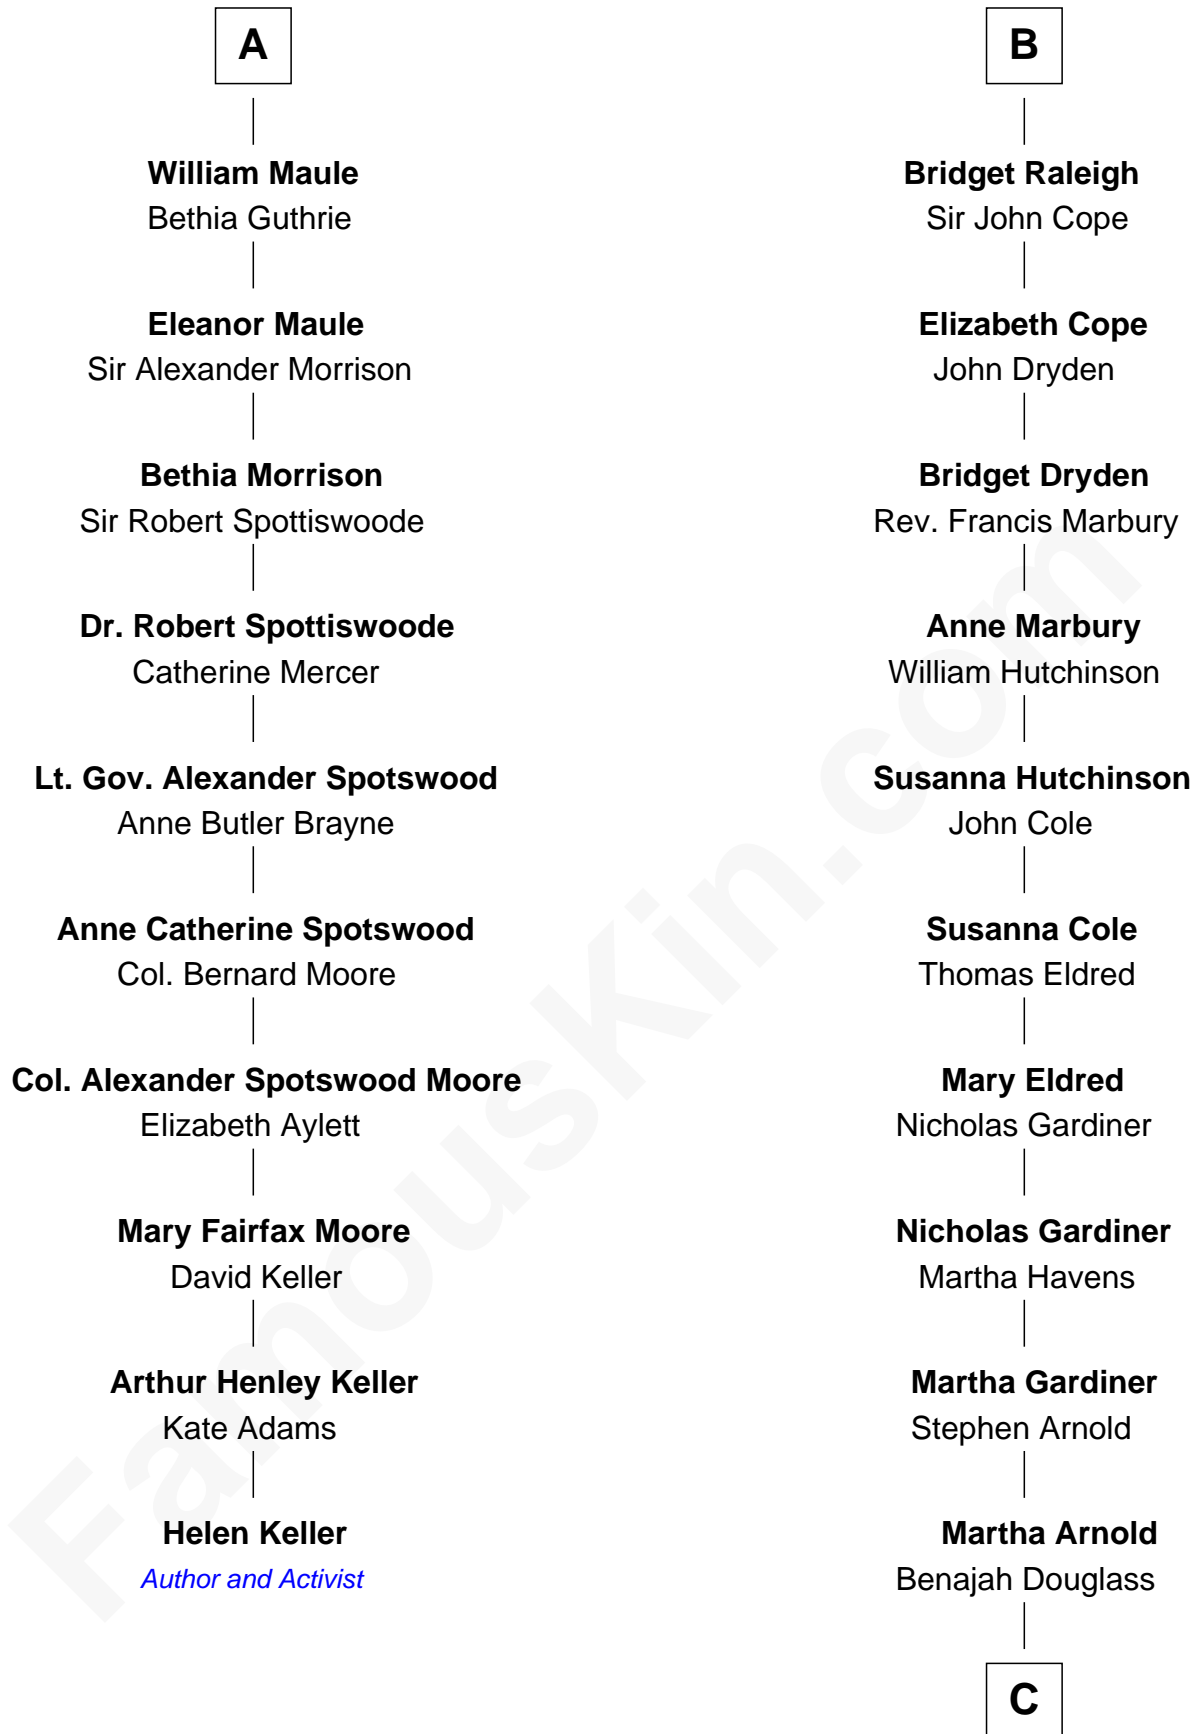 A
William Maule
Bethia Guthrie
Eleanor Maule
Sir Alexander Morrison
Bethia Morrison
Sir Robert Spottiswoode
Dr. Robert Spottiswoode
Catherine Mercer
Lt. Gov. Alexander Spotswood
Anne Butler Brayne
Anne Catherine Spotswood
Col. Bernard Moore
Col. Alexander Spotswood Moore
Elizabeth Aylett
Mary Fairfax Moore
David Keller
Arthur Henley Keller
Kate Adams
Helen Keller
Author and Activist
B
Bridget Raleigh
Sir John Cope
Elizabeth Cope
John Dryden
Bridget Dryden
Rev. Francis Marbury
Anne Marbury
William Hutchinson
Susanna Hutchinson
John Cole
Susanna Cole
Thomas Eldred
Mary Eldred
Nicholas Gardiner
Nicholas Gardiner
Martha Havens
Martha Gardiner
Stephen Arnold
Martha Arnold
Benajah Douglass
C
FamousKin.com